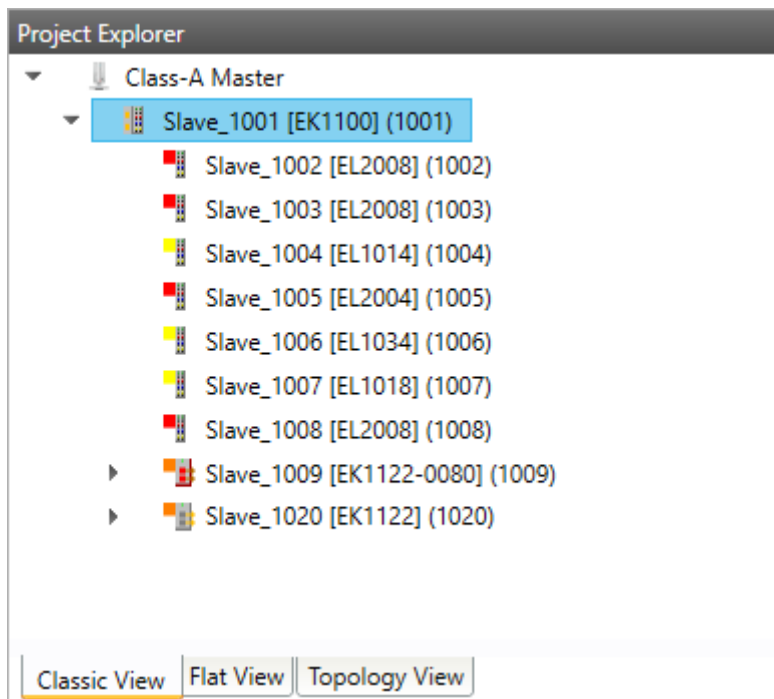 Project Explorer
Class-A Master
Slave_1001 [EK1100] (1001)
Slave_1002 [EL2008] (1002)
Slave_1003 [EL2008] (1003)
Slave_1004 [EL1014] (1004)
Slave_1005 [EL2004] (1005)
Slave_1006 [EL1034] (1006)
Slave_1007 [EL1018] (1007)
Slave_1008 [EL2008] (1008)
Slave_1009 [EK1122-0080] (1009)
Slave_1020 [EK1122] (1020)
Classic View Flat View Topology View